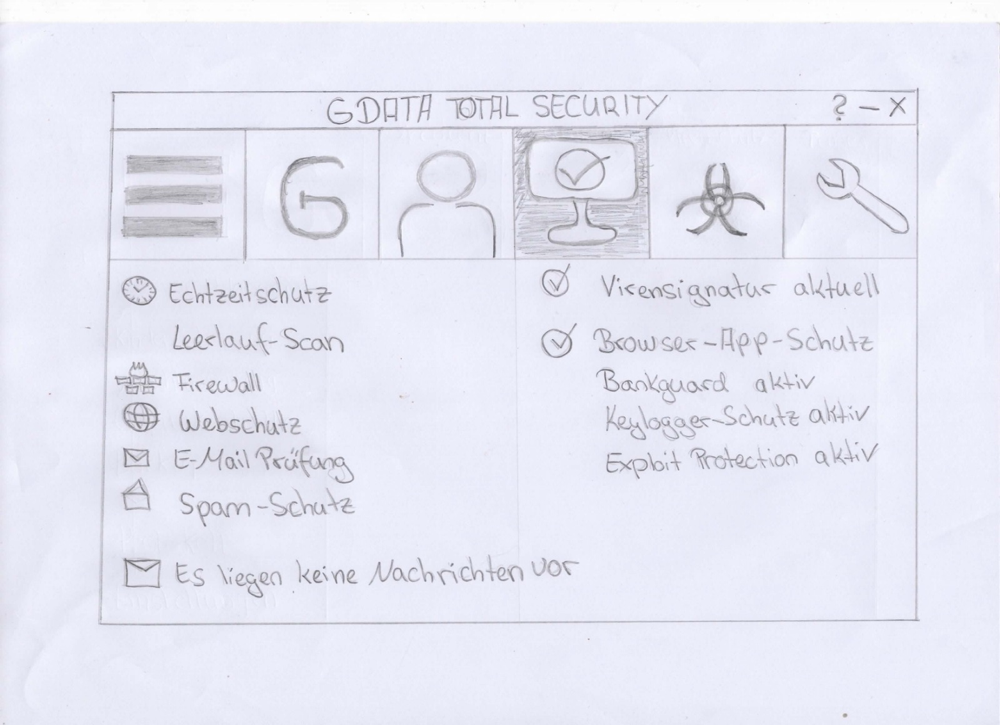 G DATA TOTAL SECURITY ? – X
G
Echtzeitschutz
Leerlauf-Scan
Firewall
Webschutz
E-Mail Prüfung
Spam-Schutz
Es liegen keine Nachrichten vor
Virensignatur aktuell
Browser-App-Schutz
Bankguard aktiv
Keylogger-Schutz aktiv
Exploit Protection aktiv